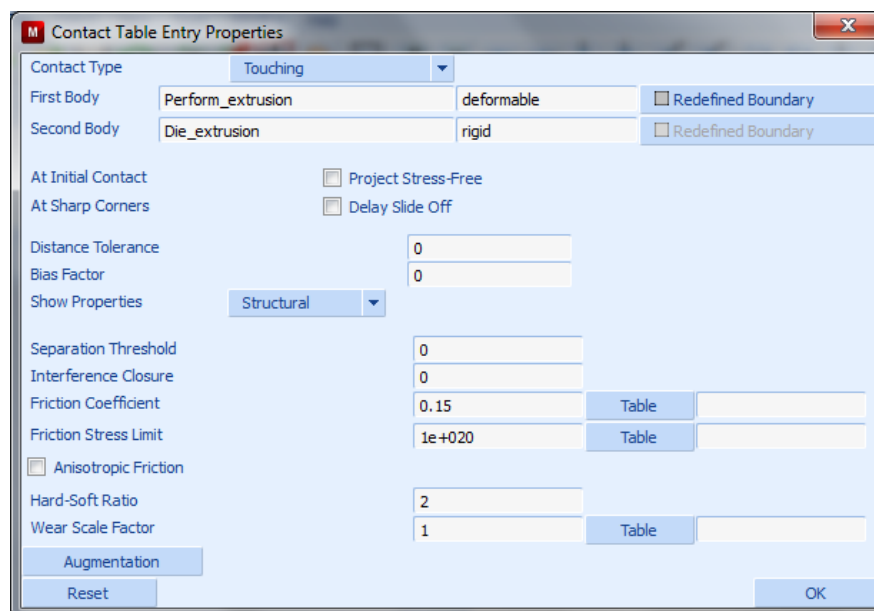 M Contact Table Entry Properties
Contact Type Touching
First Body Perform_extrusion deformable Redefined Boundary
Second Body Die_extrusion rigid Redefined Boundary
At Initial Contact Project Stress-Free
At Sharp Corners Delay Slide Off
Distance Tolerance 0
Bias Factor 0
Show Properties Structural
Separation Threshold 0
Interference Closure 0
Friction Coefficient 0.15 Table
Friction Stress Limit 1e+020 Table
Anisotropic Friction
Hard-Soft Ratio 2
Wear Scale Factor 1 Table
Augmentation
Reset OK